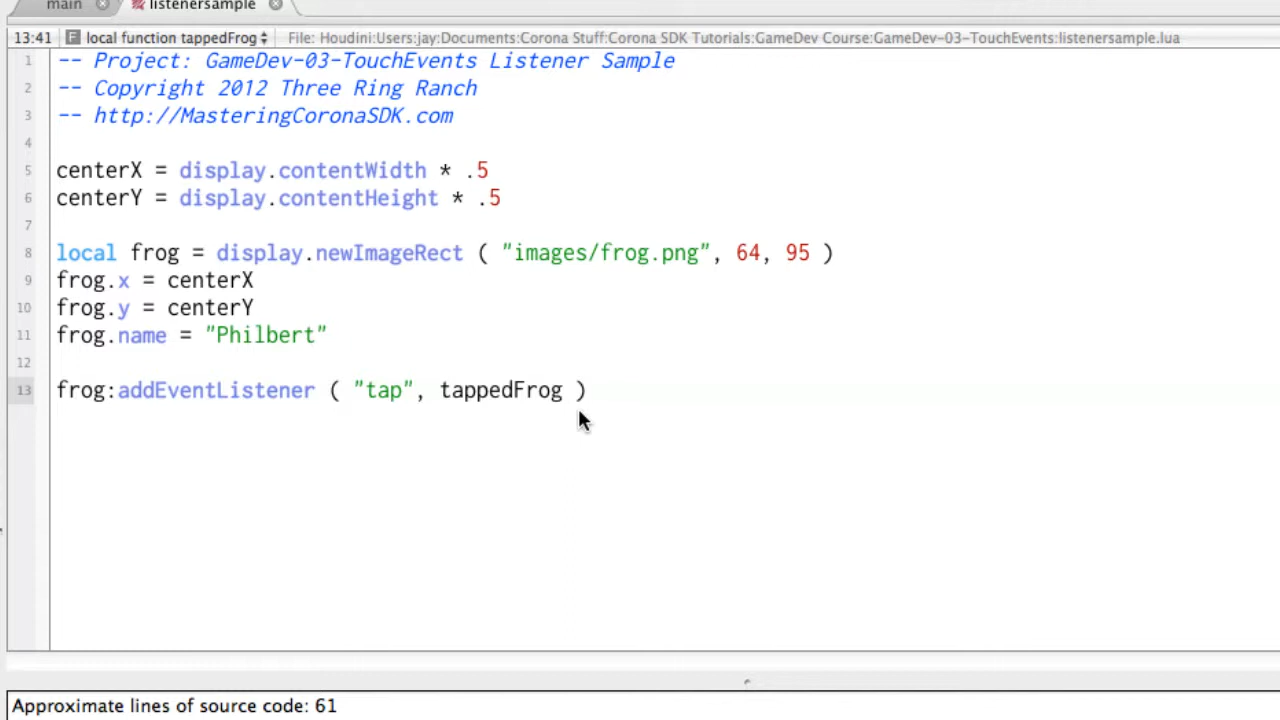 main listenersample
13:41 F local function tappedFrog File: Houdini:Users:jay:Documents:Corona Stuff:Corona SDK Tutorials:GameDev Course:GameDev-03-TouchEvents:listenersample.lua
1 -- Project: GameDev-03-TouchEvents Listener Sample
2 -- Copyright 2012 Three Ring Ranch
3 -- http://MasteringCoronaSDK.com
4
5 centerX = display.contentWidth * .5
6 centerY = display.contentHeight * .5
7
8 local frog = display.newImageRect ( "images/frog.png", 64, 95 )
9 frog.x = centerX
10 frog.y = centerY
11 frog.name = "Philbert"
12
13 frog:addEventListener ( "tap", tappedFrog )
Approximate lines of source code: 61